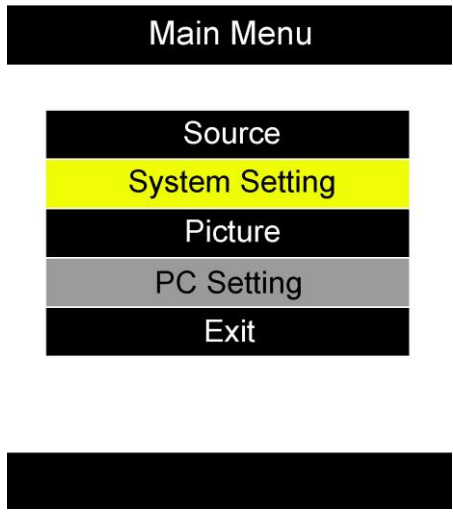 Main Menu
Source
System Setting
Picture
PC Setting
Exit